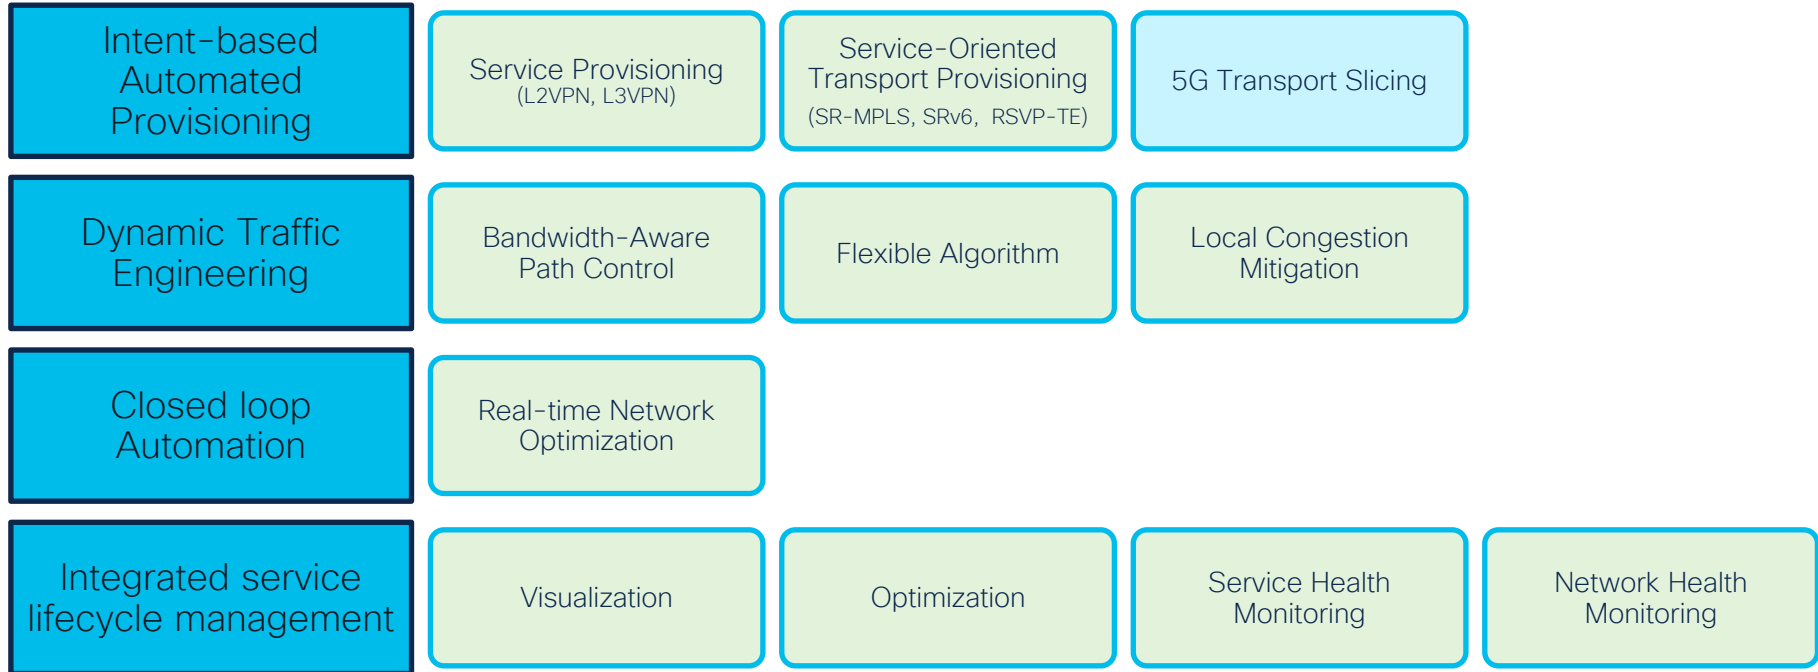 Intent-based
Automated
Provisioning
Service Provisioning
(L2VPN, L3VPN)
Service-Oriented
Transport Provisioning
(SR-MPLS, SRv6, RSVP-TE)
5G Transport Slicing
Dynamic Traffic
Engineering
Bandwidth-Aware
Path Control
Flexible Algorithm
Local Congestion
Mitigation
Closed loop
Automation
Real-time Network
Optimization
Integrated service
lifecycle management
Visualization
Optimization
Service Health
Monitoring
Network Health
Monitoring